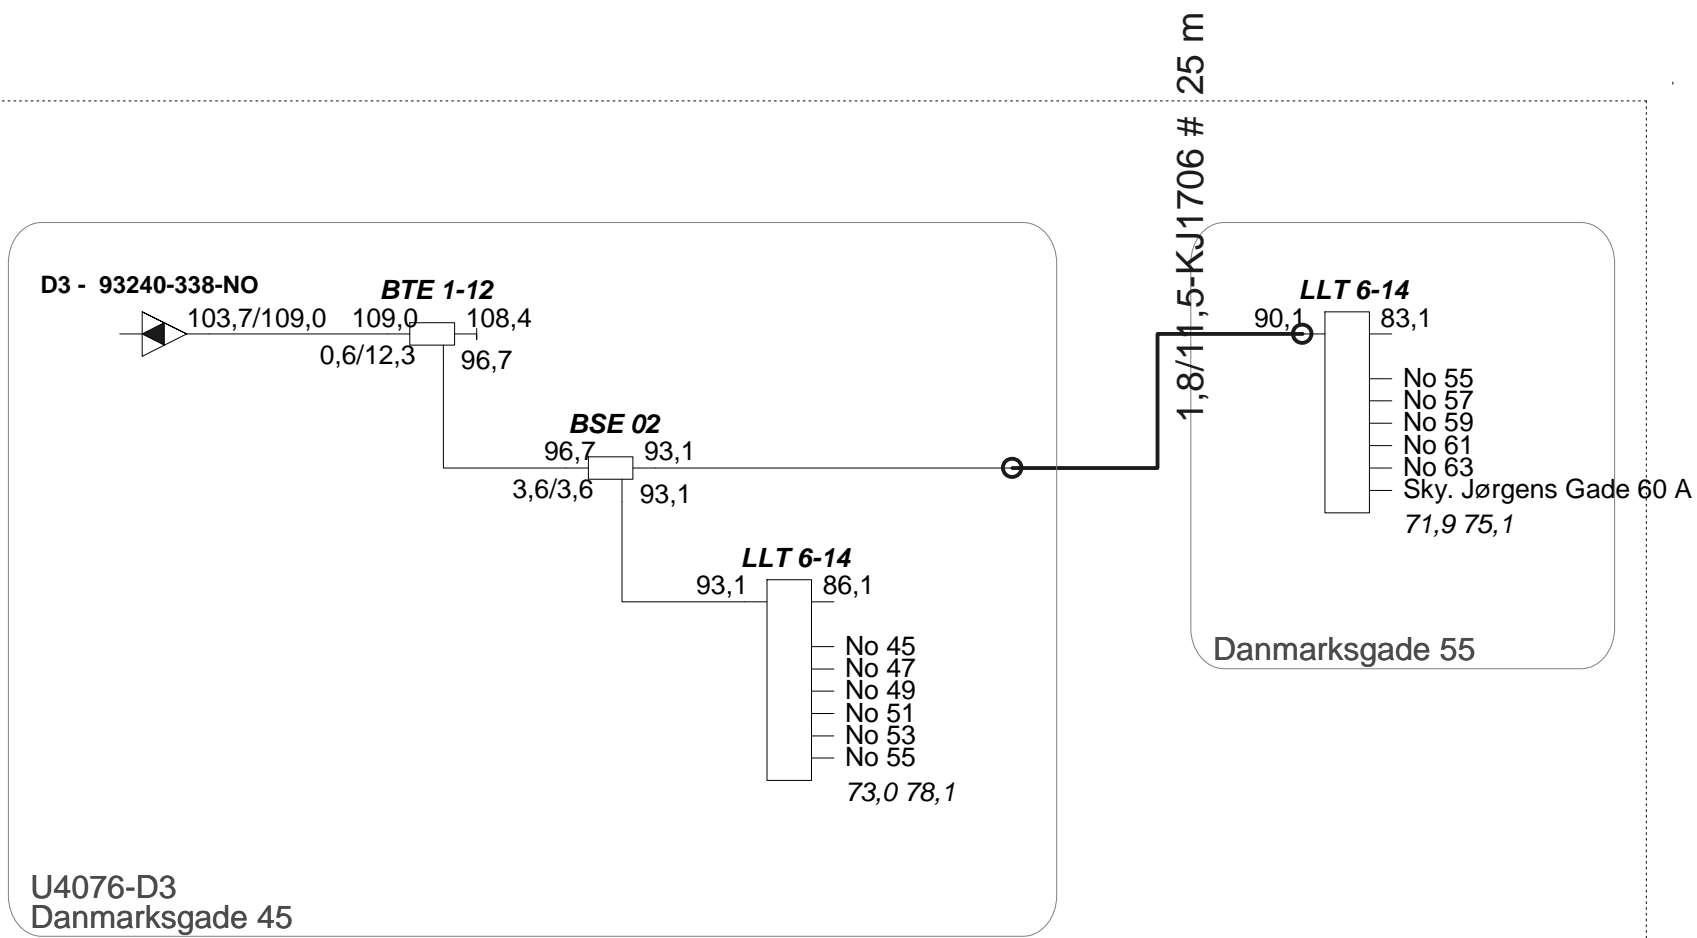 1,8/11,5-KJ1706 # 25 m
D3 - 93240-338-NO
BTE 1-12
103,7/109,0 109,0 108,4
0,6/12,3 96,7
BSE 02
96,7 93,1
3,6/3,6 93,1
LLT 6-14
93,1 86,1
No 45
No 47
No 49
No 51
No 53
No 55
73,0 78,1
U4076-D3
Danmarksgade 45
LLT 6-14
90,1 83,1
No 55
No 57
No 59
No 61
No 63
Sky. Jørgens Gade 60 A
71,9 75,1
Danmarksgade 55